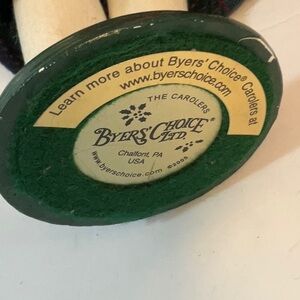 Learn more about Byers' Choice® Carolers at
www.byerschoice.com
THE CAROLERS
BYERS' CHOICE®
LTD.
Chalfont, PA
USA
www.byerschoice.com ©2005